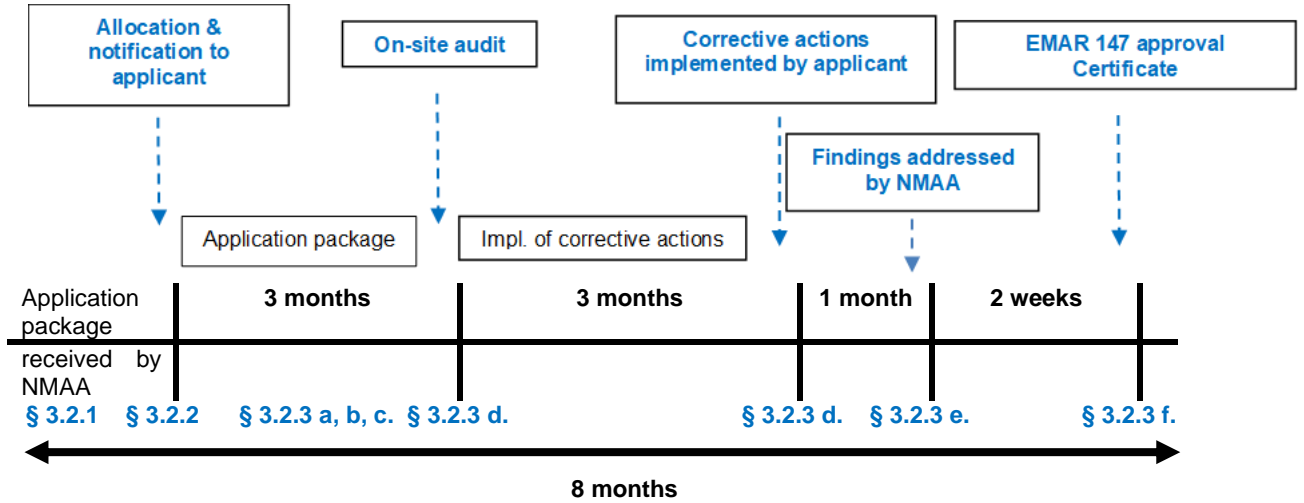 Allocation &
notification to
applicant
On-site audit
Corrective actions
implemented by applicant
EMAR 147 approval
Certificate
Findings addressed
by NMAA
Application package
Impl. of corrective actions
Application
package
received by
NMAA
3 months
3 months
1 month
2 weeks
§ 3.2.1
§ 3.2.2
§ 3.2.3 a, b, c.
§ 3.2.3 d.
§ 3.2.3 d.
§ 3.2.3 e.
§ 3.2.3 f.
8 months